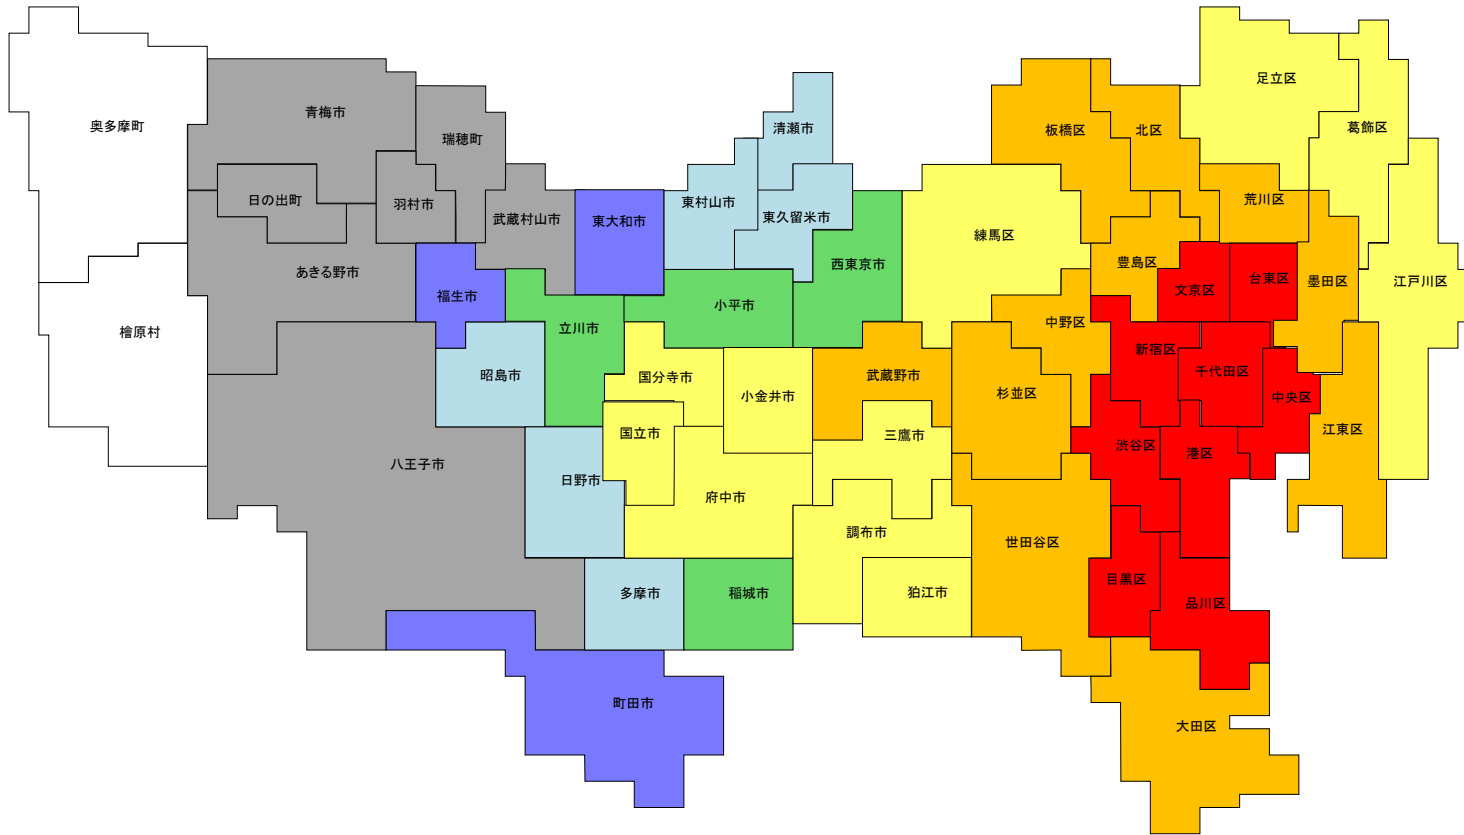 足立区
奥多摩町
青梅市
瑞穂町
清瀬市
板橋区
北区
葛飾区
日の出町
羽村市
武蔵村山市
東大和市
東村山市
東久留米市
練馬区
荒川区
あきる野市
福生市
西東京市
豊島区
文京区
台東区
墨田区
江戸川区
檜原村
立川市
小平市
中野区
新宿区
昭島市
国分寺市
小金井市
武蔵野市
杉並区
千代田区
中央区
八王子市
国立市
三鷹市
渋谷区
港区
江東区
日野市
府中市
調布市
世田谷区
目黒区
多摩市
稲城市
狛江市
品川区
町田市
大田区